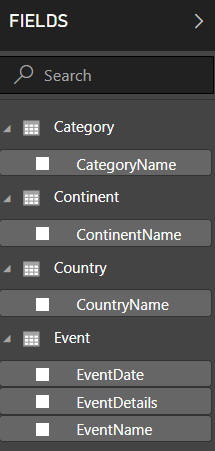 FIELDS
Search
Category
CategoryName
Continent
ContinentName
Country
CountryName
Event
EventDate
EventDetails
EventName